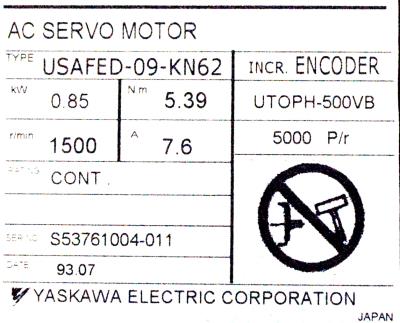 AC SERVO MOTOR
TYPE USAFED-09-KN62
INCR. ENCODER
kW 0.85 N.m 5.39
UTOPH-500VB
r/min 1500 A 7.6
5000 P/r
RATING CONT.
SER NO. S53761004-011
DATE 93.07
YASKAWA ELECTRIC CORPORATION
JAPAN